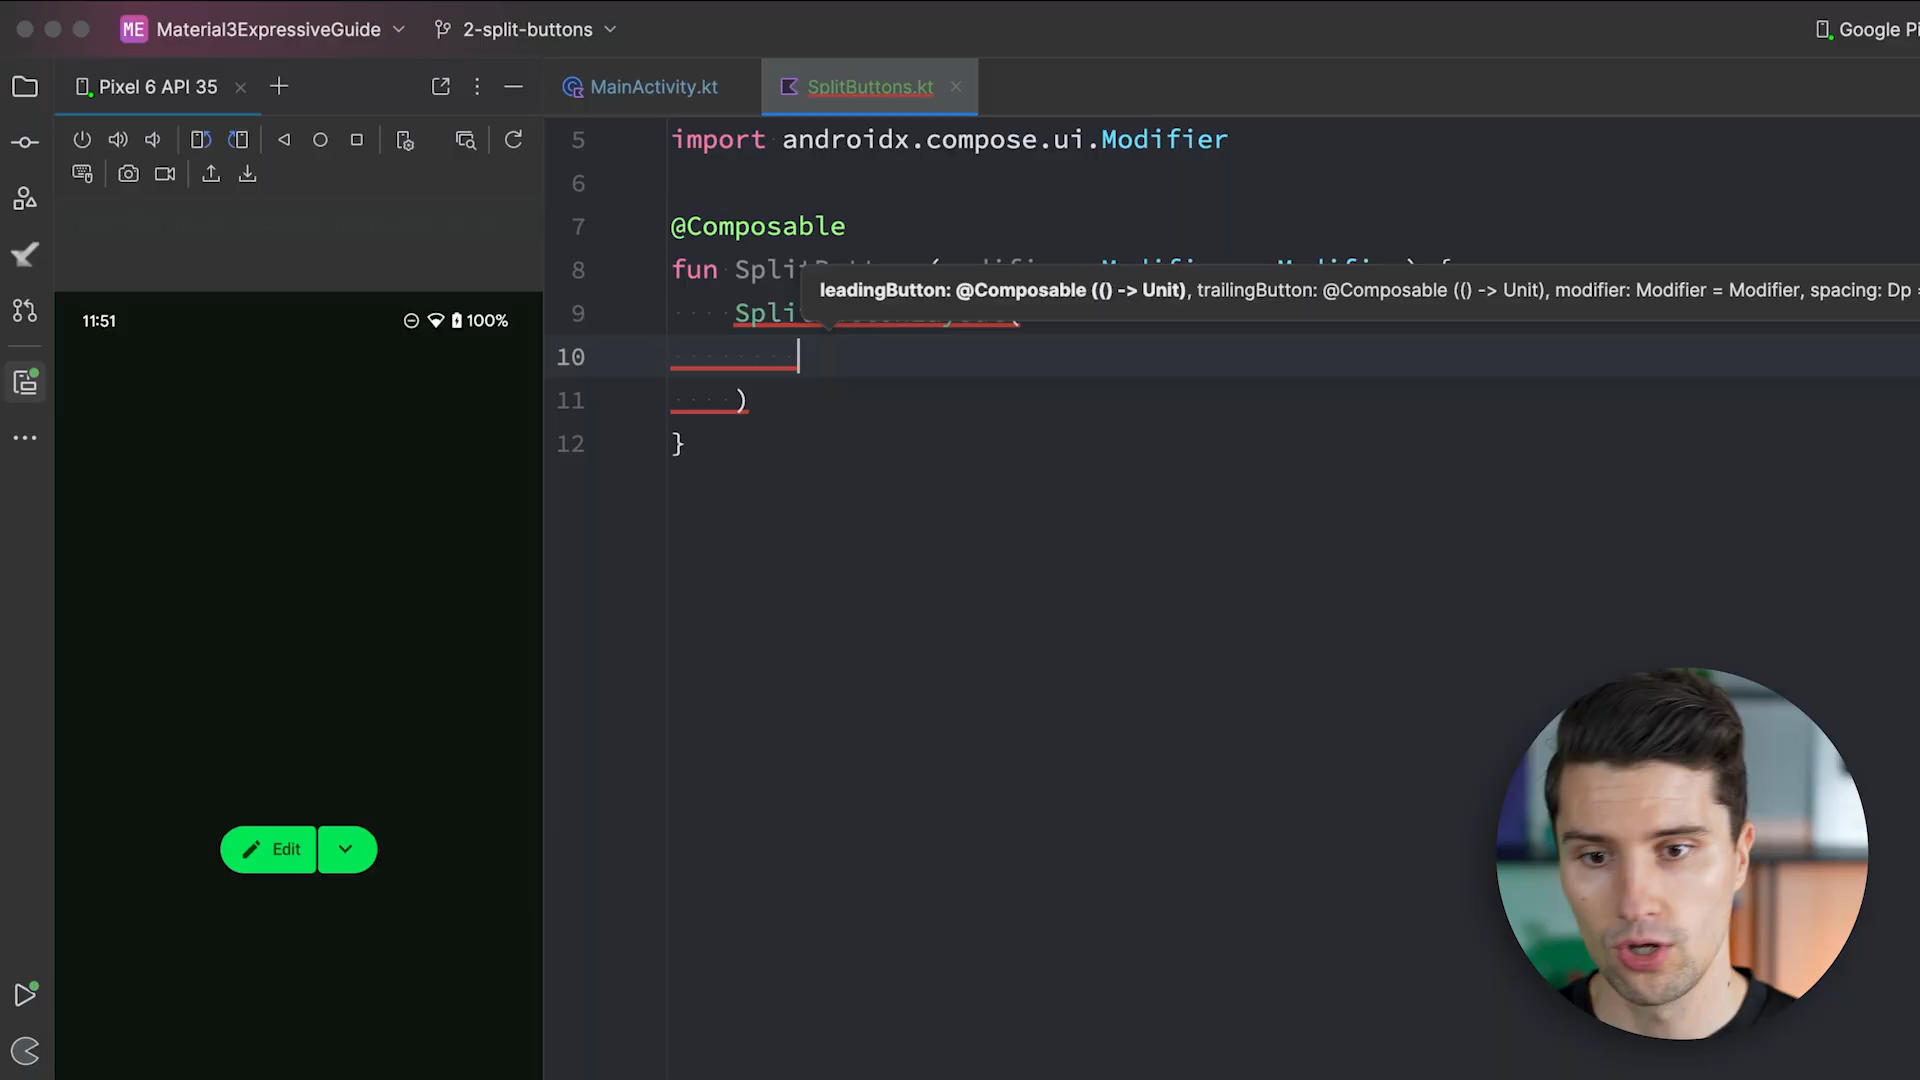 ME Material3ExpressiveGuide 2-split-buttons Google Pi
Pixel 6 API 35 MainActivity.kt SplitButtons.kt
5 import androidx.compose.ui.Modifier
6
7 @Composable
8 fun
leadingButton: @Composable (() -> Unit), trailingButton: @Composable (() -> Unit), modifier: Modifier = Modifier, spacing: Dp =
9
10
11 )
12 }
11:51 100%
Edit